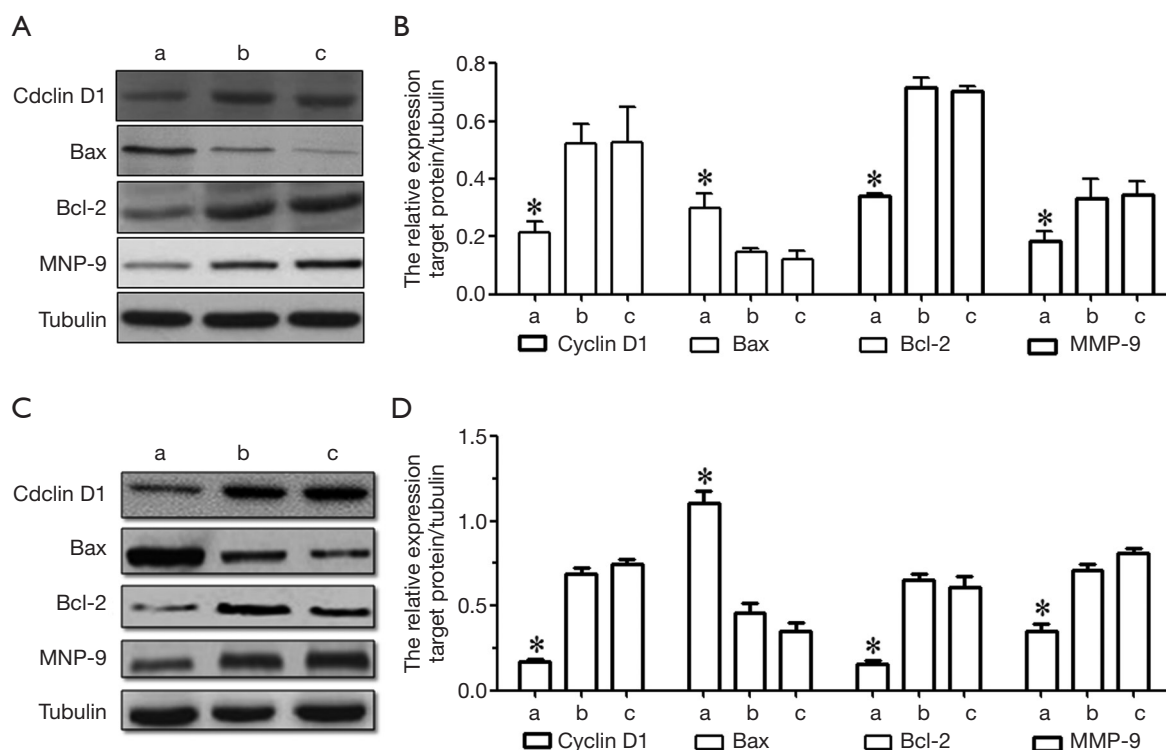 A
a b c
Cdclin D1
Bax
Bcl-2
MNP-9
Tubulin
B
The relative expression
target protein/tubulin
0.8
0.6
0.4
0.2
0.0
* * * *
a b c a b c a b c a b c
Cyclin D1 Bax Bcl-2 MMP-9
C
a b c
Cdclin D1
Bax
Bcl-2
MNP-9
Tubulin
D
The relative expression
target protein/tubulin
1.5
1.0
0.5
0.0
* * * *
a b c a b c a b c a b c
Cyclin D1 Bax Bcl-2 MMP-9